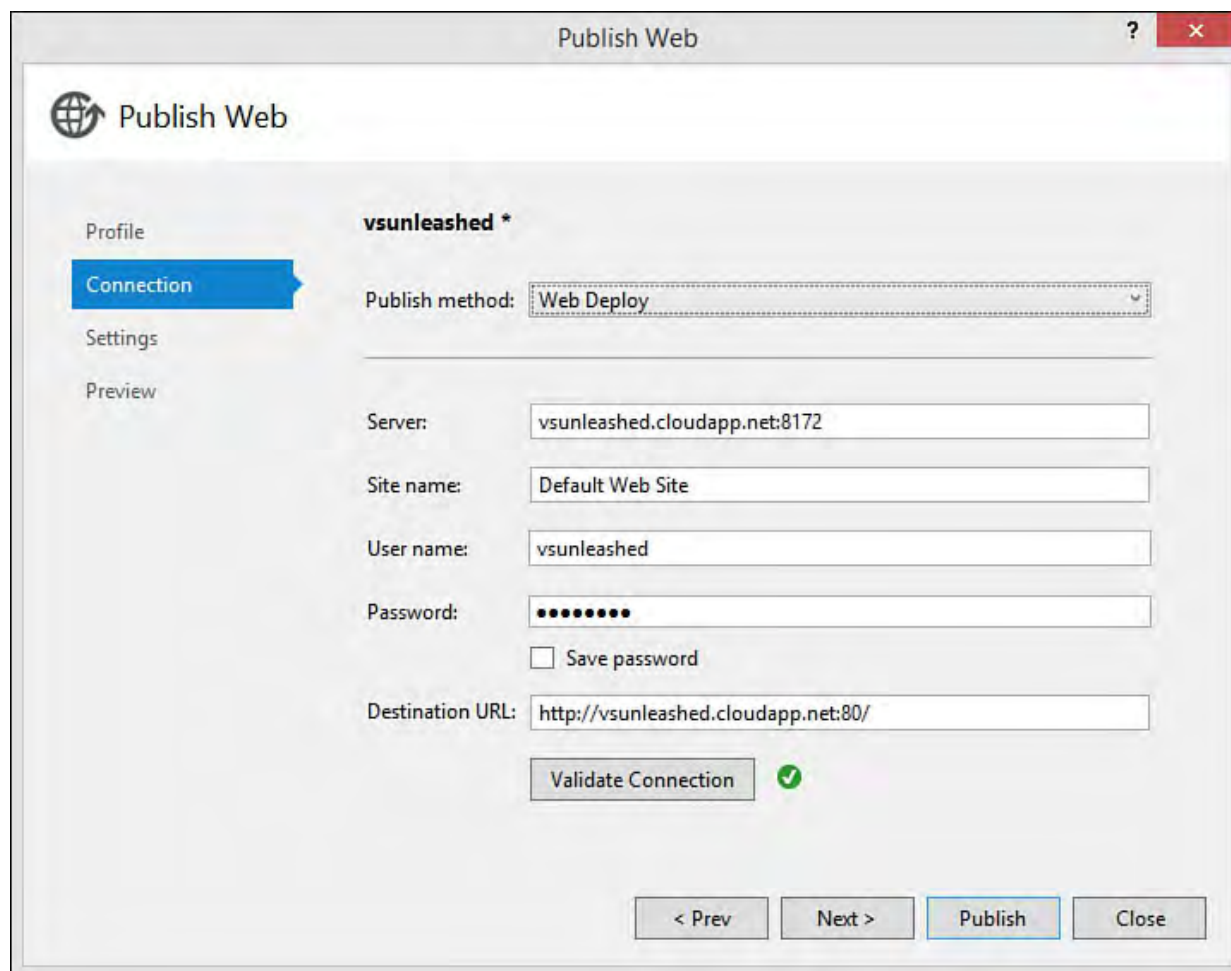 Publish Web
?
Publish Web
Profile
Connection
Settings
Preview
vsunleashed *
Publish method: Web Deploy
Server: vsunleashed.cloudapp.net:8172
Site name: Default Web Site
User name: vsunleashed
Password: ●●●●●●●●
Save password
Destination URL: http://vsunleashed.cloudapp.net:80/
Validate Connection
< Prev Next > Publish Close